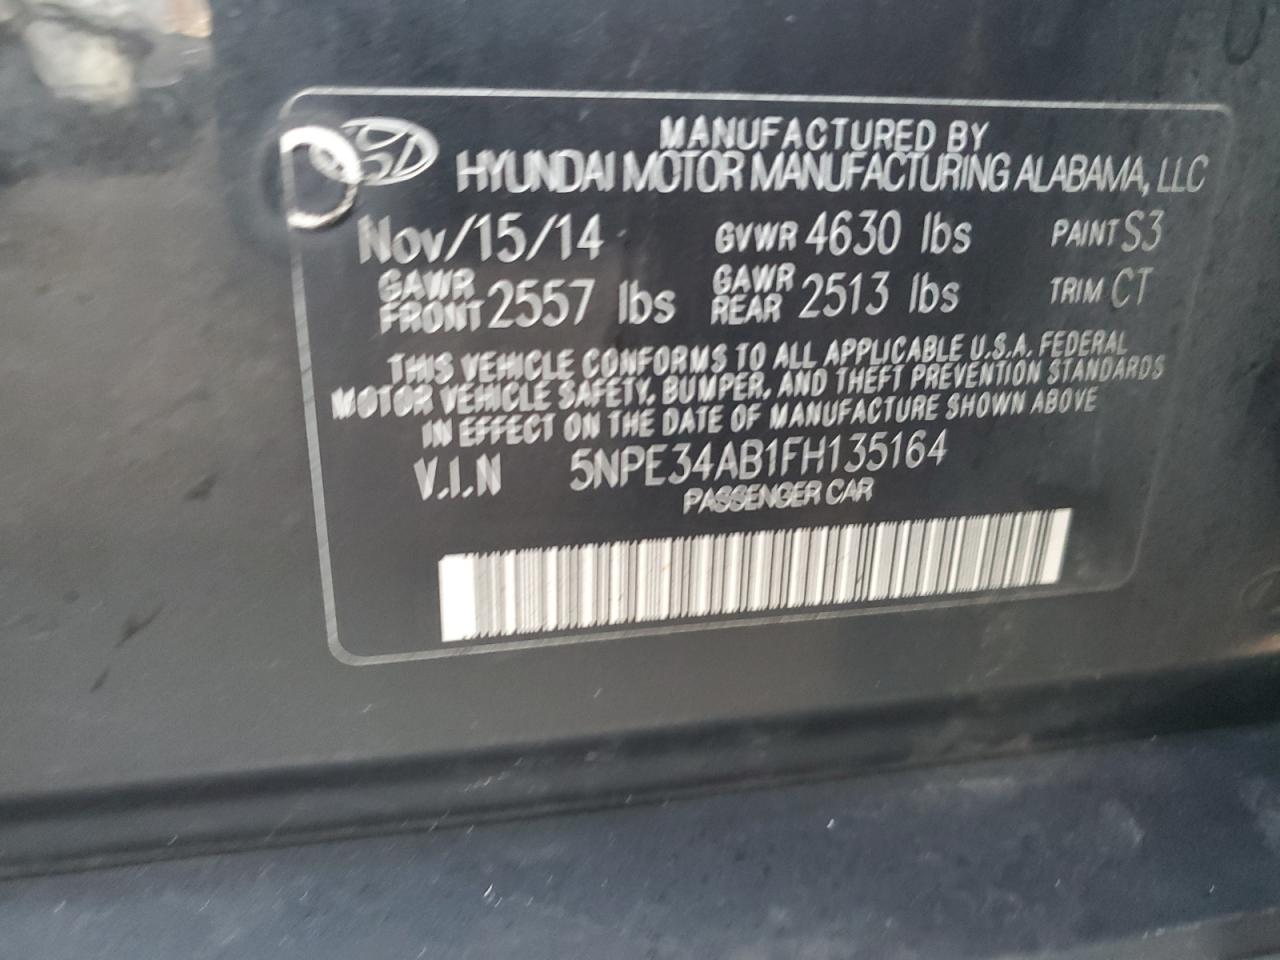 MANUFACTURED BY
HYUNDAI MOTOR MANUFACTURING ALABAMA, LLC
Nov/15/14 GVWR 4630 lbs PAINT S3
GAWR FRONT 2557 lbs GAWR REAR 2513 lbs TRIM CT
THIS VEHICLE CONFORMS TO ALL APPLICABLE U.S.A. FEDERAL
MOTOR VEHICLE SAFETY, BUMPER, AND THEFT PREVENTION STANDARDS
IN EFFECT ON THE DATE OF MANUFACTURE SHOWN ABOVE
V.I.N 5NPE34AB1FH135164
PASSENGER CAR